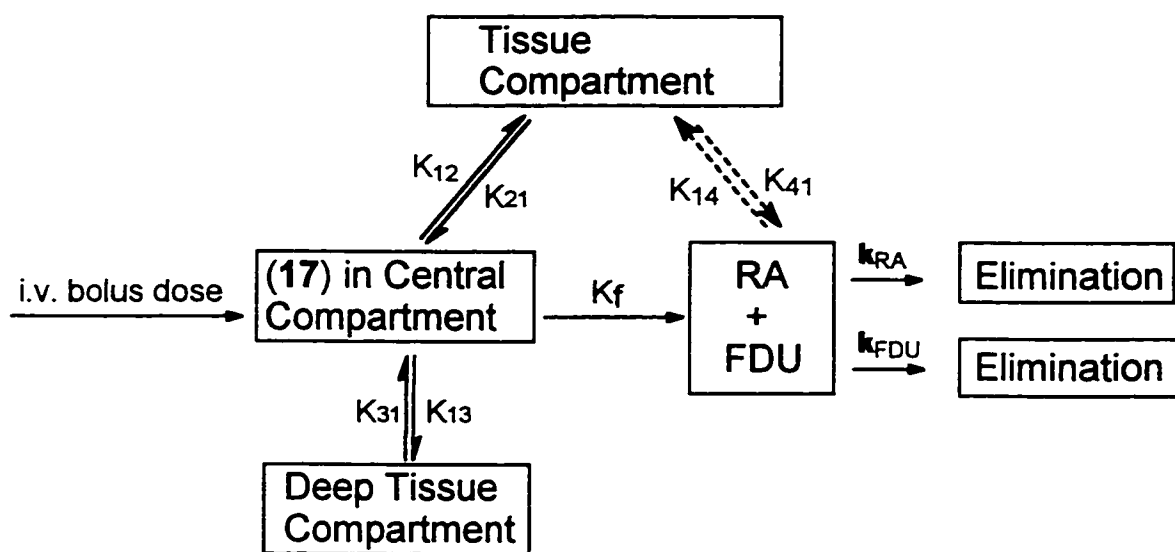 Tissue
Compartment
K12
K21
K14
K41
i.v. bolus dose
(17) in Central
Compartment
Kf
RA
+
FDU
kRA
Elimination
kFDU
Elimination
K31
K13
Deep Tissue
Compartment